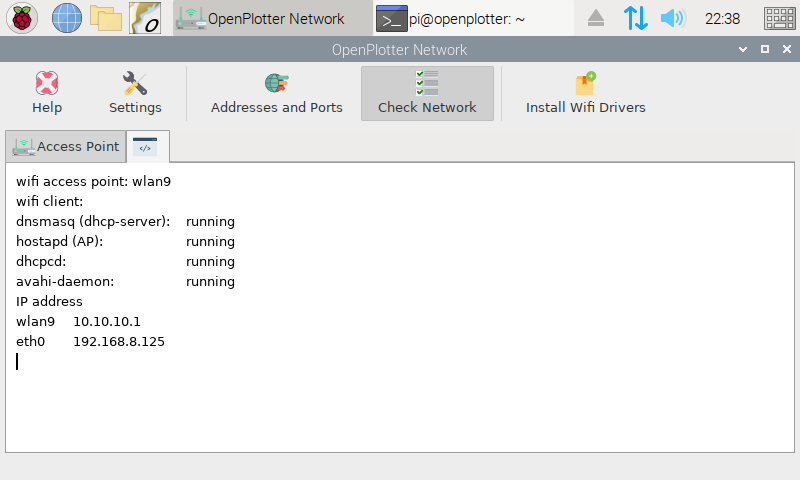 OpenPlotter Network
pi@openplotter: ~
22:38
OpenPlotter Network
Help
Settings
Addresses and Ports
Check Network
Install Wifi Drivers
Access Point
</>
wifi access point: wlan9
wifi client:
dnsmasq (dhcp-server): running
hostapd (AP): running
dhcpcd: running
avahi-daemon: running
IP address
wlan9 10.10.10.1
eth0 192.168.8.125